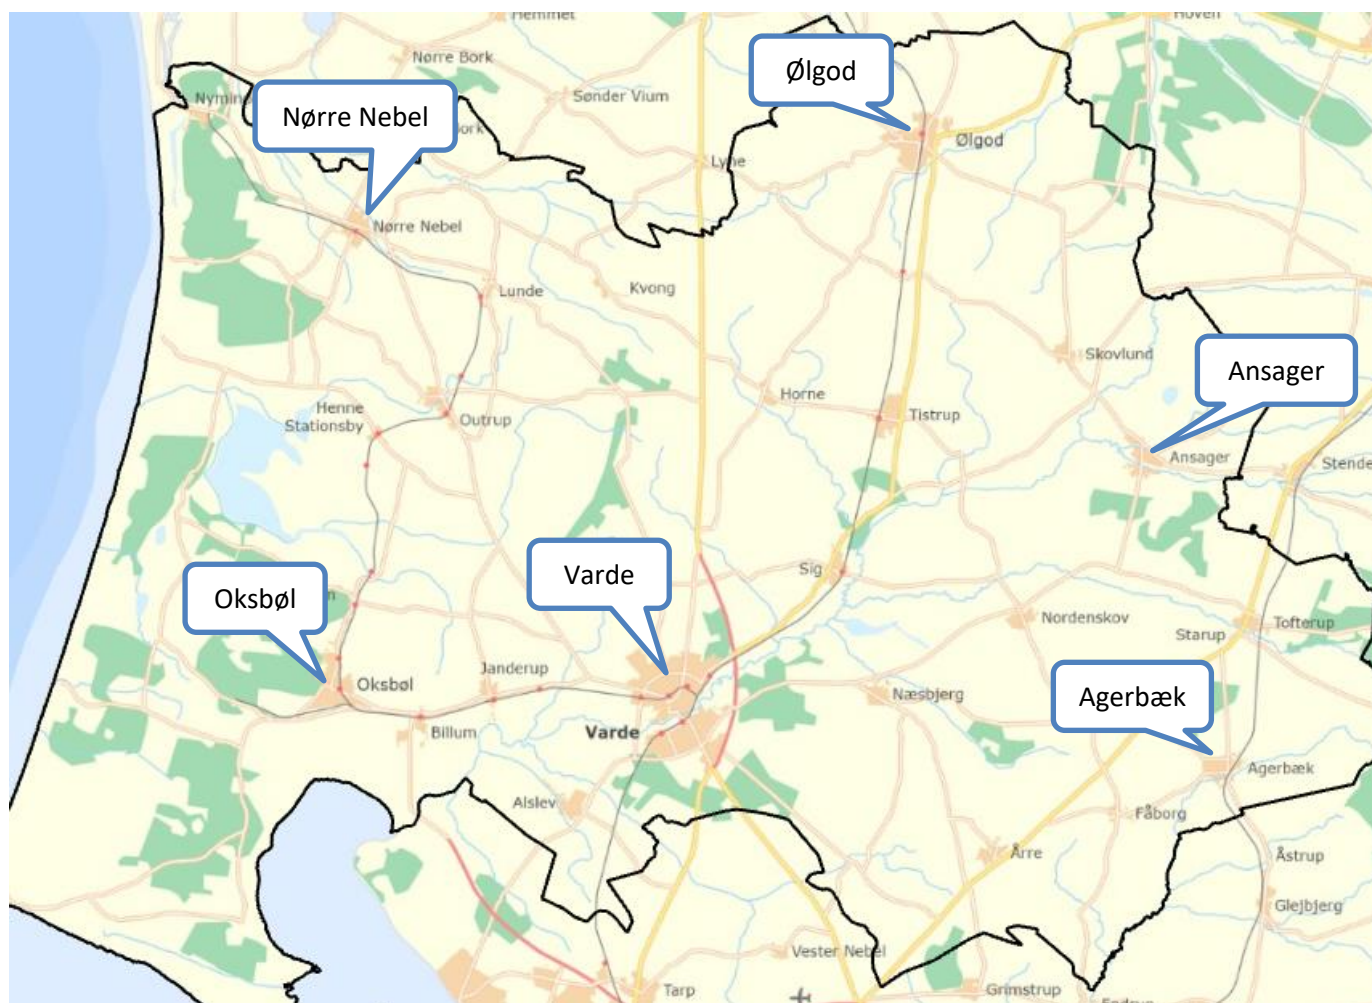 Hemmet
Hoven
Nørre Bork
Ølgod
Sønder Vium
Nørre Nebel
Bork
Ølgod
Lyne
Nørre Nebel
Lunde
Kvong
Skovlund
Ansager
Horne
Henne
Stationsby
Outrup
Tistrup
Ansager
Varde
Sig
Oksbøl
Nordenskov
Starup
Tofterup
Janderup
Oksbøl
Næsbjerg
Agerbæk
Billum
Varde
Agerbæk
Alslev
Fåborg
Årre
Åstrup
Glejbjerg
Vester Nebel
Tarp
Grimstrup